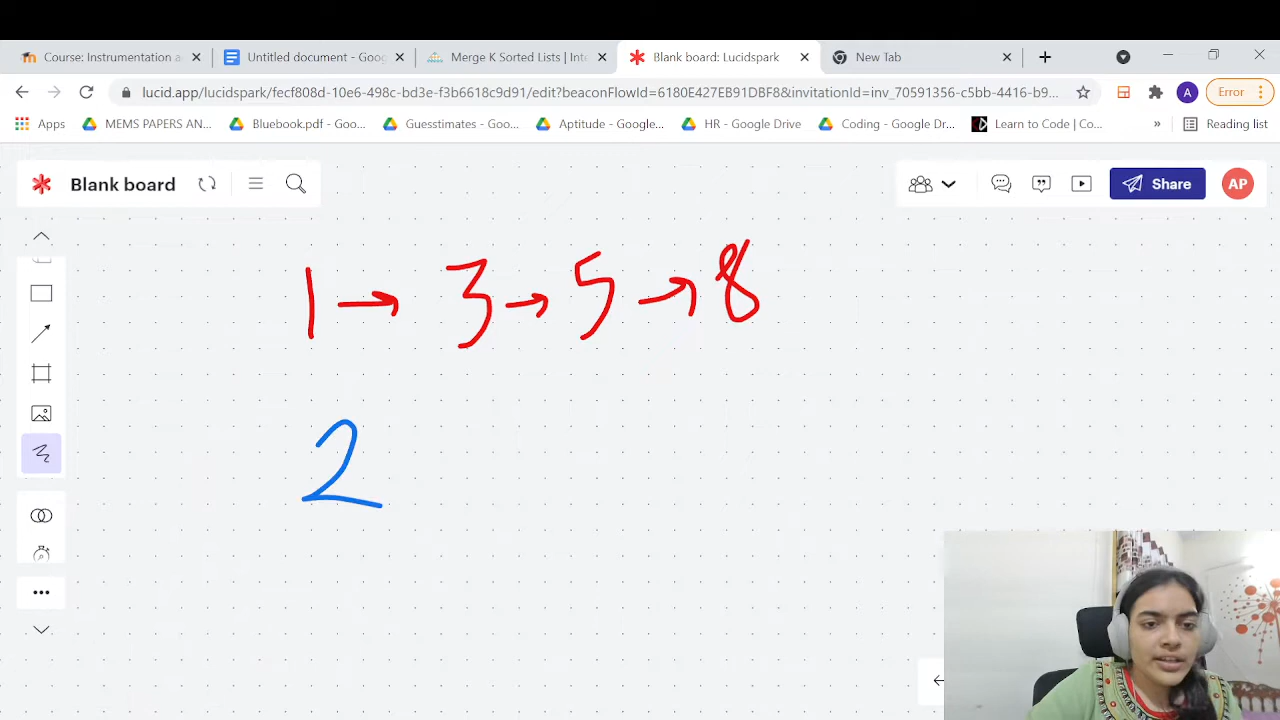 Course: Instrumentation a
Untitled document - Goog
Merge K Sorted Lists | Inte
Blank board: Lucidspark
New Tab
lucid.app/lucidspark/fecf808d-10e6-498c-bd3e-f3b6618c9d91/edit?beaconFlowId=6180E427EB91DBF8&invitationId=inv_70591356-c5bb-4416-b9...
A
Error
Apps
MEMS PAPERS AN...
Bluebook.pdf - Goo...
Guesstimates - Goo...
Aptitude - Google...
HR - Google Drive
Coding - Google Dr...
Learn to Code | Co...
»
Reading list
Blank board
Share
AP
1 → 3 → 5 → 8
2